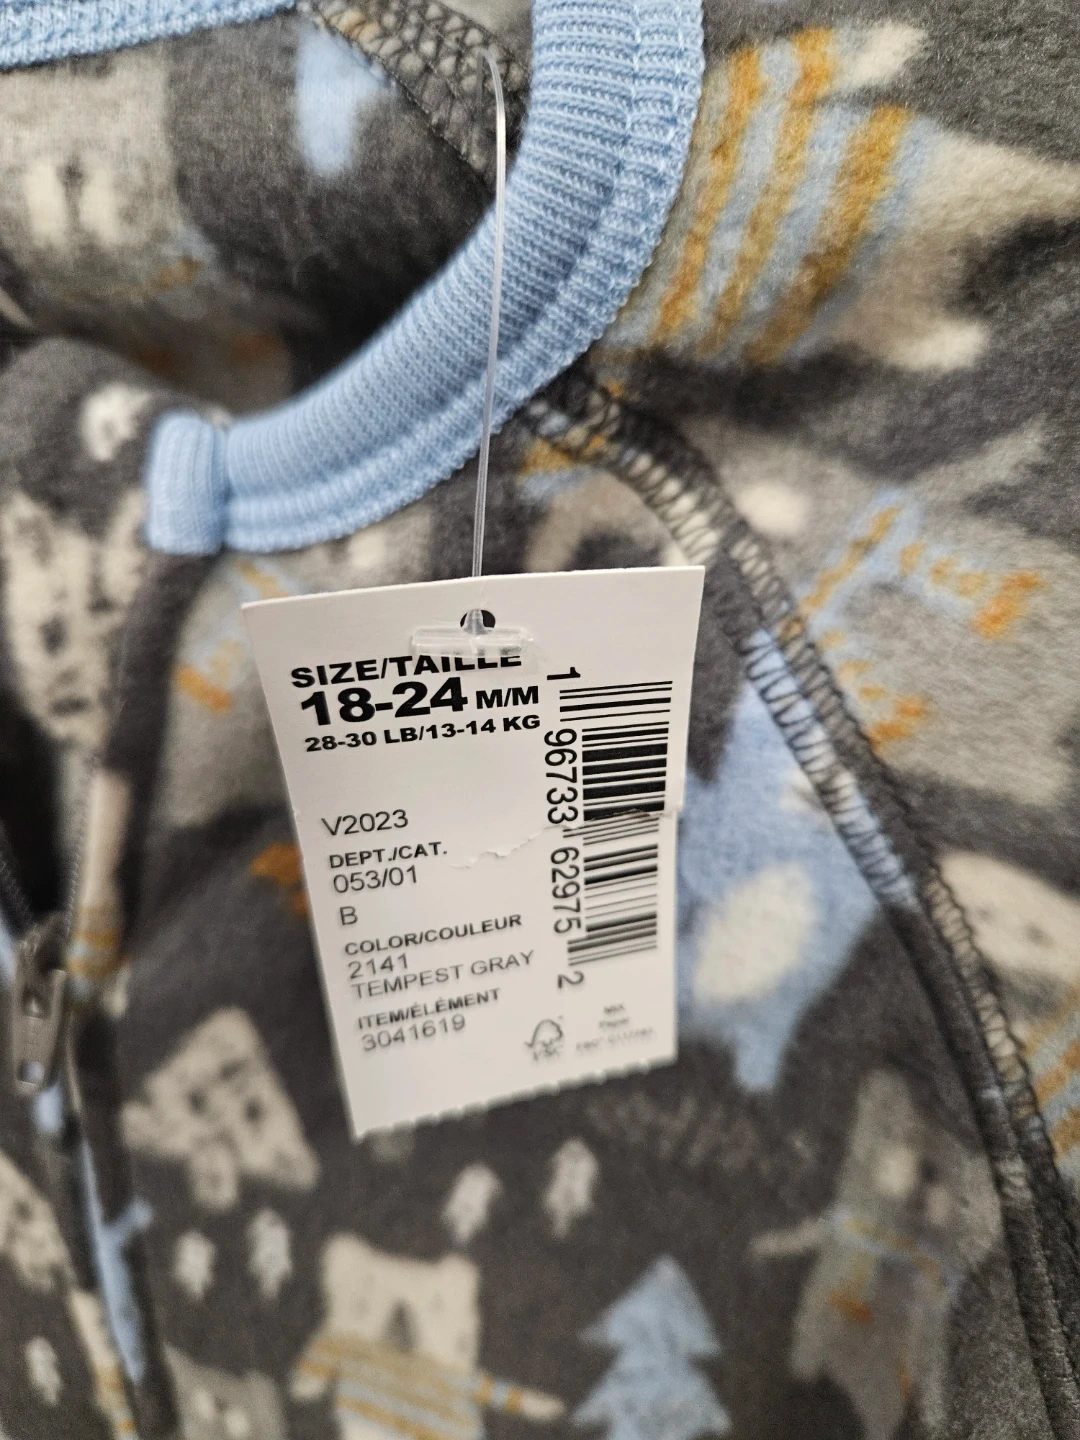 SIZE/TAILLE
18-24 M/M
28-30 LB/13-14 KG
V2023
DEPT./CAT.
053/01
B
COLOR/COULEUR
2141
TEMPEST GRAY
ITEM/ÉLÉMENT
3041619
1 96733 62975 2
FSC